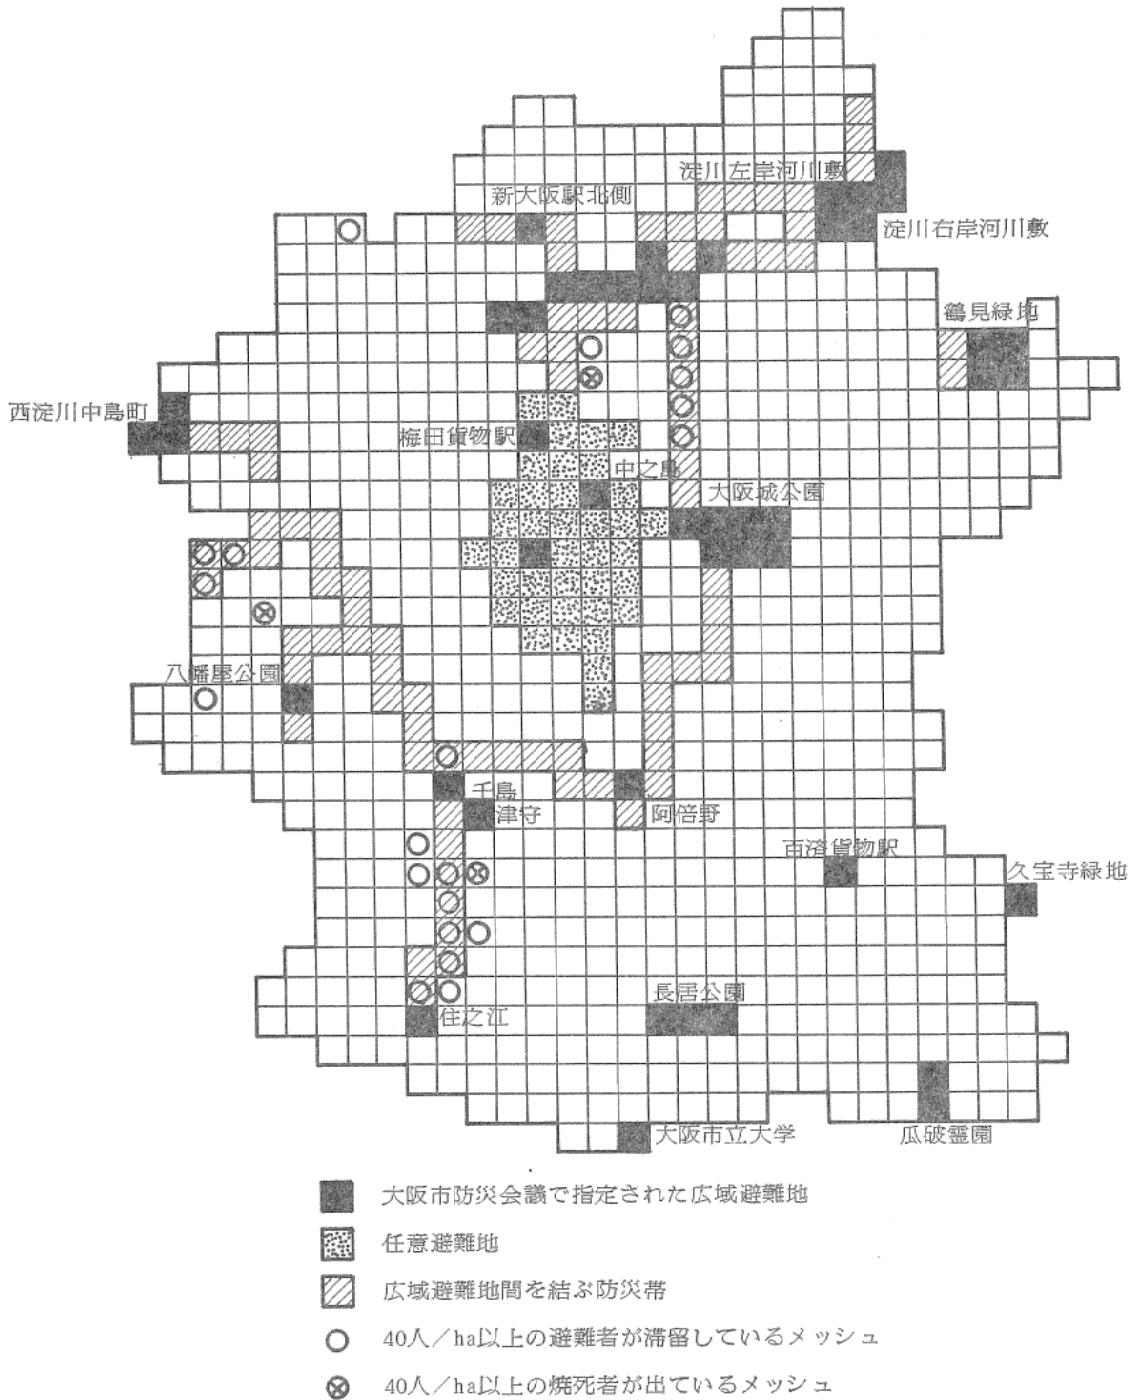 淀川左岸河川敷
新大阪駅北側
淀川右岸河川敷
鶴見緑地
西淀川中島町
梅田貨物駅
中之島
大阪城公園
八幡屋公園
千島
津守
阿倍野
百済貨物駅
久宝寺緑地
長居公園
住之江
大阪市立大学
瓜破霊園
大阪市防災会議で指定された広域避難地
任意避難地
広域避難地間を結ぶ防災帯
40人/ha以上の避難者が滞留しているメッシュ
40人/ha以上の焼死者が出ているメッシュ